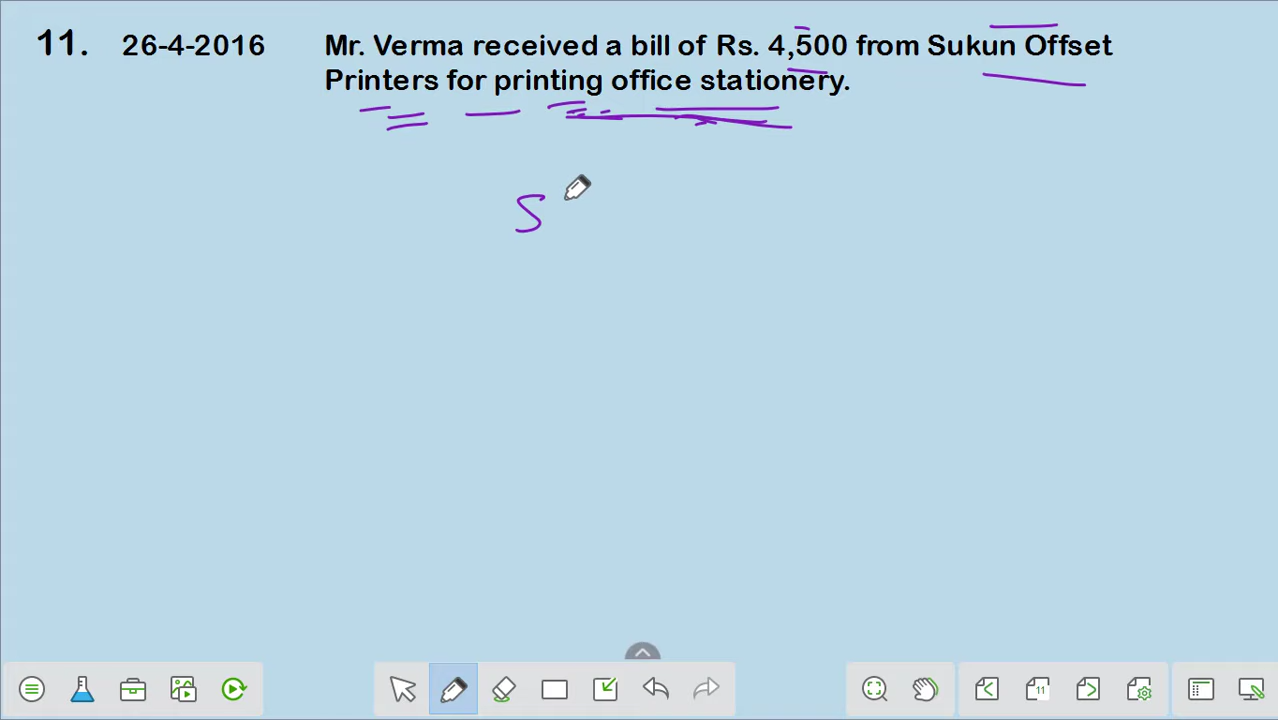 11. 26-4-2016 Mr. Verma received a bill of Rs. 4,500 from Sukun Offset
Printers for printing office stationery.
S
11